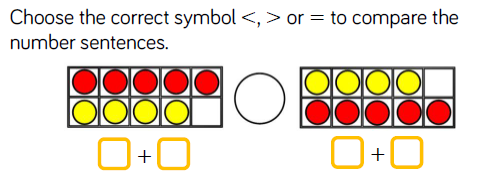 Choose the correct symbol <, > or = to compare the
number sentences.
+ +